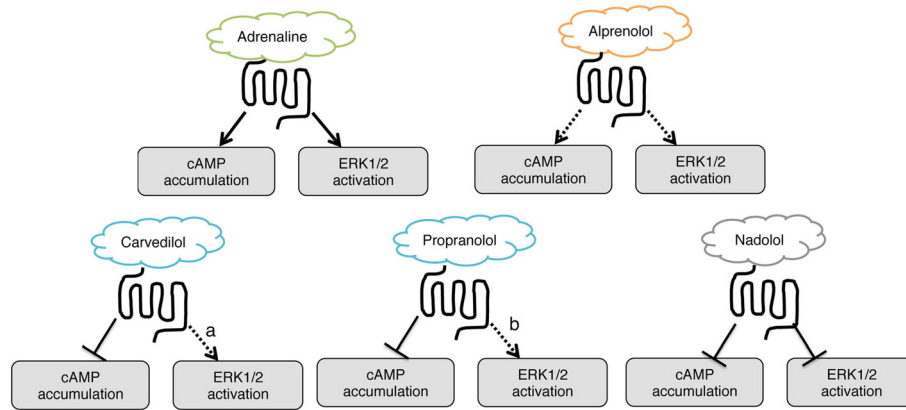 Adrenaline
Alprenolol
cAMP
accumulation
ERK1/2
activation
cAMP
accumulation
ERK1/2
activation
Carvedilol
Propranolol
Nadolol
a
b
cAMP
accumulation
ERK1/2
activation
cAMP
accumulation
ERK1/2
activation
cAMP
accumulation
ERK1/2
activation